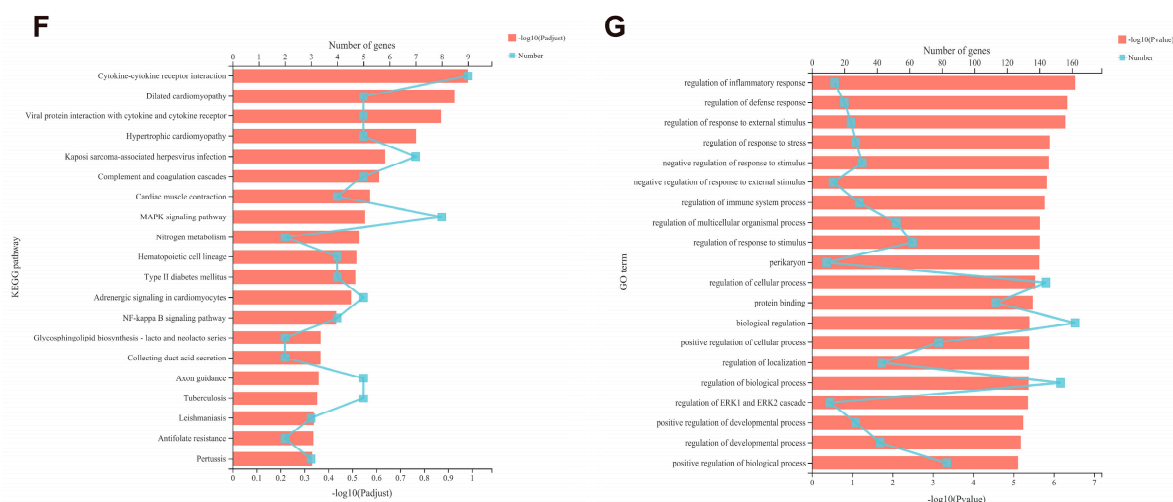 F
Number of genes
-log10(Padjust)
Number
0 1 2 3 4 5 6 7 8 9
Cytokine-cytokine receptor interaction
Dilated cardiomyopathy
Viral protein interaction with cytokine and cytokine receptor
Hypertrophic cardiomyopathy
Kaposi sarcoma-associated herpesvirus infection
Complement and coagulation cascades
Cardiac muscle contraction
MAPK signaling pathway
Nitrogen metabolism
Hematopoietic cell lineage
Type II diabetes mellitus
Adrenergic signaling in cardiomyocytes
NF-kappa B signaling pathway
Glycosphingolipid biosynthesis - lacto and neolacto series
Collecting duct acid secretion
Axon guidance
Tuberculosis
Leishmaniasis
Antifolate resistance
Pertussis
KEGG pathway
0 0.1 0.2 0.3 0.4 0.5 0.6 0.7 0.8 0.9 1
-log10(Padjust)
G
Number of genes
-log10(Pvalue)
Number
0 20 40 60 80 100 120 140 161
regulation of inflammatory response
regulation of defense response
regulation of response to external stimulus
regulation of response to stress
negative regulation of response to stimulus
negative regulation of response to external stimulus
regulation of immune system process
regulation of multicellular organismal process
regulation of response to stimulus
perikaryon
regulation of cellular process
protein binding
biological regulation
positive regulation of cellular process
regulation of localization
regulation of biological process
regulation of ERK1 and ERK2 cascade
positive regulation of developmental process
regulation of developmental process
positive regulation of biological process
GO term
0 1 2 3 4 5 6 7
-log10(Pvalue)